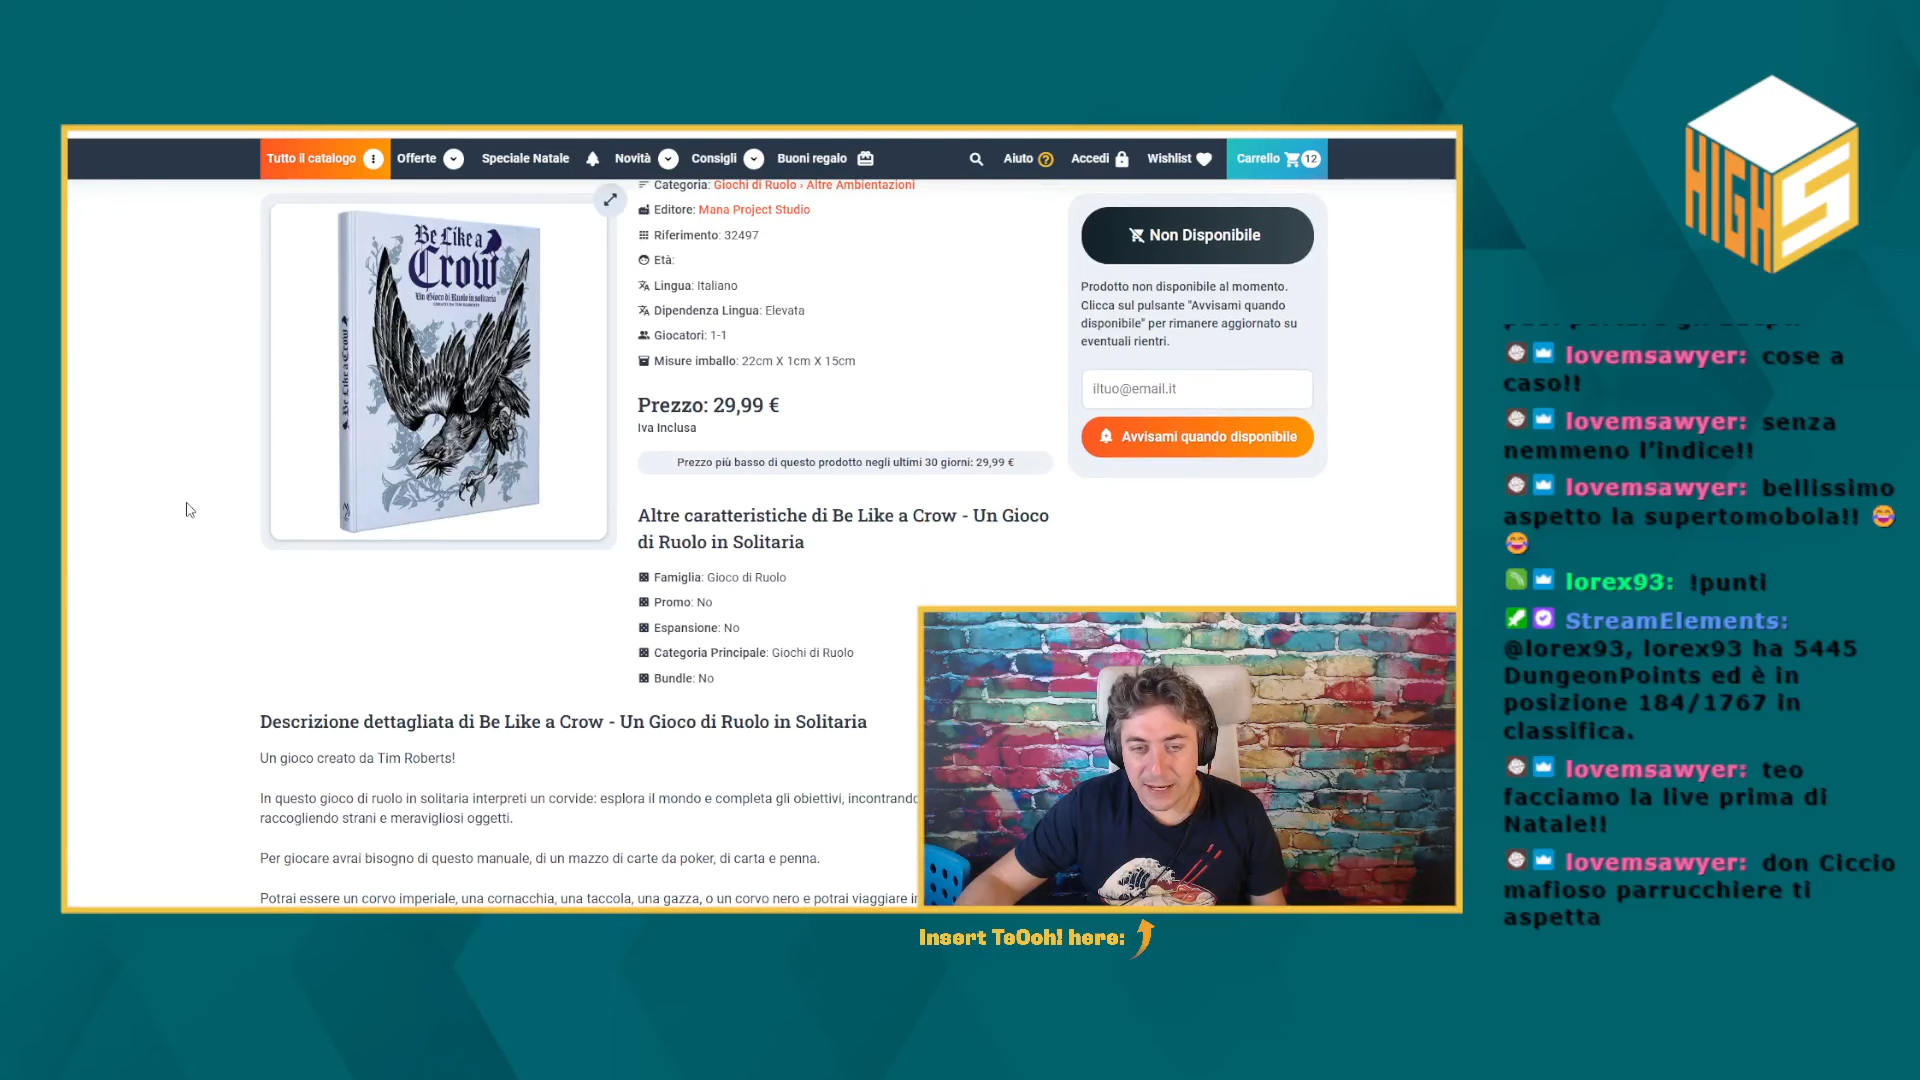 Tutto il catalogo
Offerte
Speciale Natale
Novità
Consigli
Buoni regalo
Aiuto
Accedi
Wishlist
Carrello 12
Categoria: Giochi di Ruolo › Altre Ambientazioni
Editore: Mana Project Studio
Riferimento: 32497
Età:
Lingua: Italiano
Dipendenza Lingua: Elevata
Giocatori: 1-1
Misure imballo: 22cm X 1cm X 15cm
Prezzo: 29,99 €
Iva Inclusa
Prezzo più basso di questo prodotto negli ultimi 30 giorni: 29,99 €
Be Like a
Crow
Un Gioco di Ruolo in solitaria
Be Like a Crow
Non Disponibile
Prodotto non disponibile al momento.
Clicca sul pulsante "Avvisami quando
disponibile" per rimanere aggiornato su
eventuali rientri.
iltuo@email.it
Avvisami quando disponibile
Altre caratteristiche di Be Like a Crow - Un Gioco
di Ruolo in Solitaria
Famiglia: Gioco di Ruolo
Promo: No
Espansione: No
Categoria Principale: Giochi di Ruolo
Bundle: No
Descrizione dettagliata di Be Like a Crow - Un Gioco di Ruolo in Solitaria
Un gioco creato da Tim Roberts!
In questo gioco di ruolo in solitaria interpreti un corvide: esplora il mondo e completa gli obiettivi, incontrando
raccogliendo strani e meravigliosi oggetti.
Per giocare avrai bisogno di questo manuale, di un mazzo di carte da poker, di carta e penna.
Potrai essere un corvo imperiale, una cornacchia, una taccola, una gazza, o un corvo nero e potrai viaggiare in
Insert TeOoh! here:
HIGH 5
lovemsawyer: cose a
caso!!
lovemsawyer: senza
nemmeno l'indice!!
lovemsawyer: bellissimo
aspetto la supertomobola!! 😂
😂
lorex93: !punti
StreamElements:
@lorex93, lorex93 ha 5445
DungeonPoints ed è in
posizione 184/1767 in
classifica.
lovemsawyer: teo
facciamo la live prima di
Natale!!
lovemsawyer: don Ciccio
mafioso parrucchiere ti
aspetta